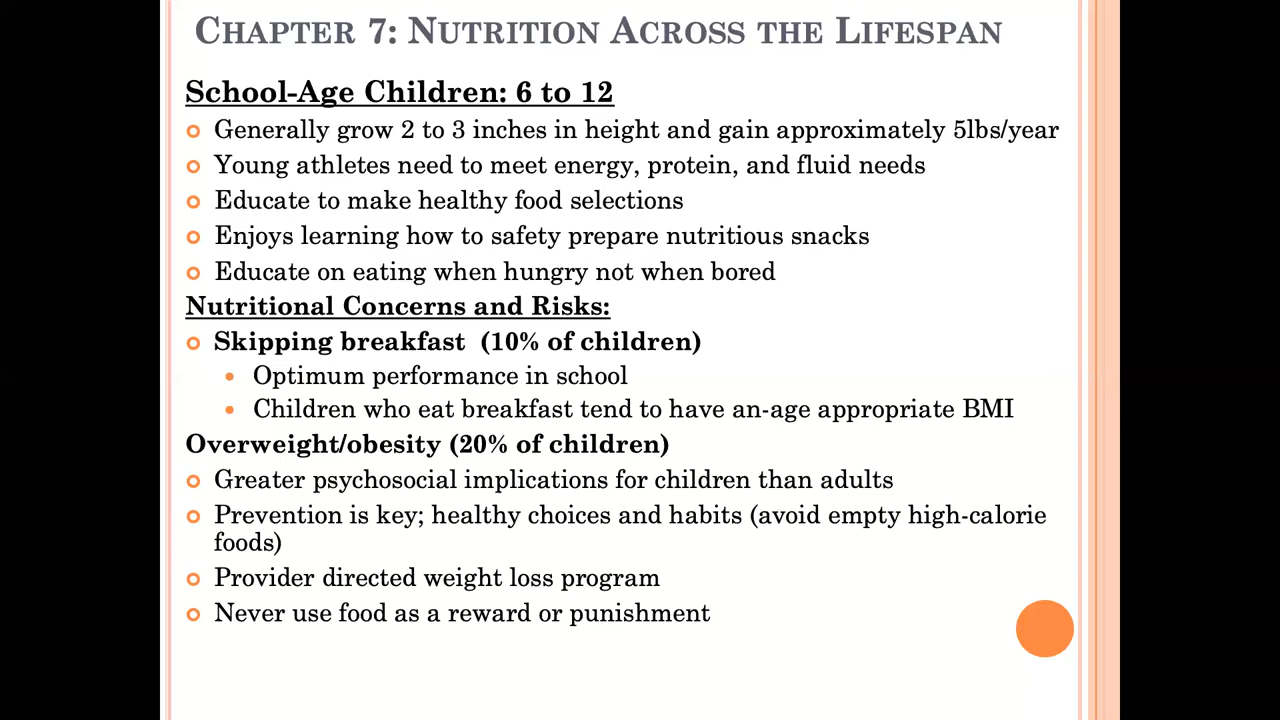 Chapter 7: Nutrition Across the Lifespan
School-Age Children: 6 to 12
Generally grow 2 to 3 inches in height and gain approximately 5lbs/year
Young athletes need to meet energy, protein, and fluid needs
Educate to make healthy food selections
Enjoys learning how to safety prepare nutritious snacks
Educate on eating when hungry not when bored
Nutritional Concerns and Risks:
Skipping breakfast (10% of children)
Optimum performance in school
Children who eat breakfast tend to have an-age appropriate BMI
Overweight/obesity (20% of children)
Greater psychosocial implications for children than adults
Prevention is key; healthy choices and habits (avoid empty high-calorie
foods)
Provider directed weight loss program
Never use food as a reward or punishment